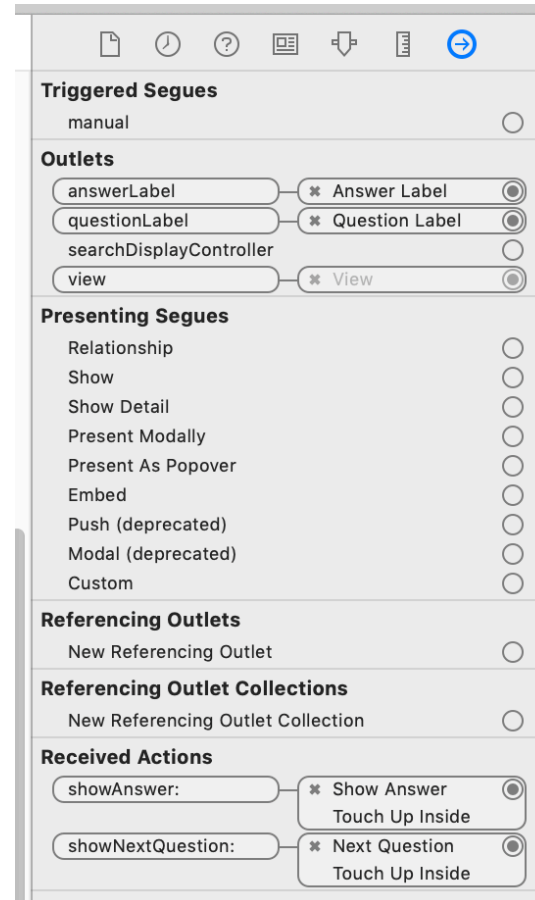 Triggered Segues
manual
Outlets
answerLabel Answer Label
questionLabel Question Label
searchDisplayController
view View
Presenting Segues
Relationship
Show
Show Detail
Present Modally
Present As Popover
Embed
Push (deprecated)
Modal (deprecated)
Custom
Referencing Outlets
New Referencing Outlet
Referencing Outlet Collections
New Referencing Outlet Collection
Received Actions
showAnswer: Show Answer
Touch Up Inside
showNextQuestion: Next Question
Touch Up Inside